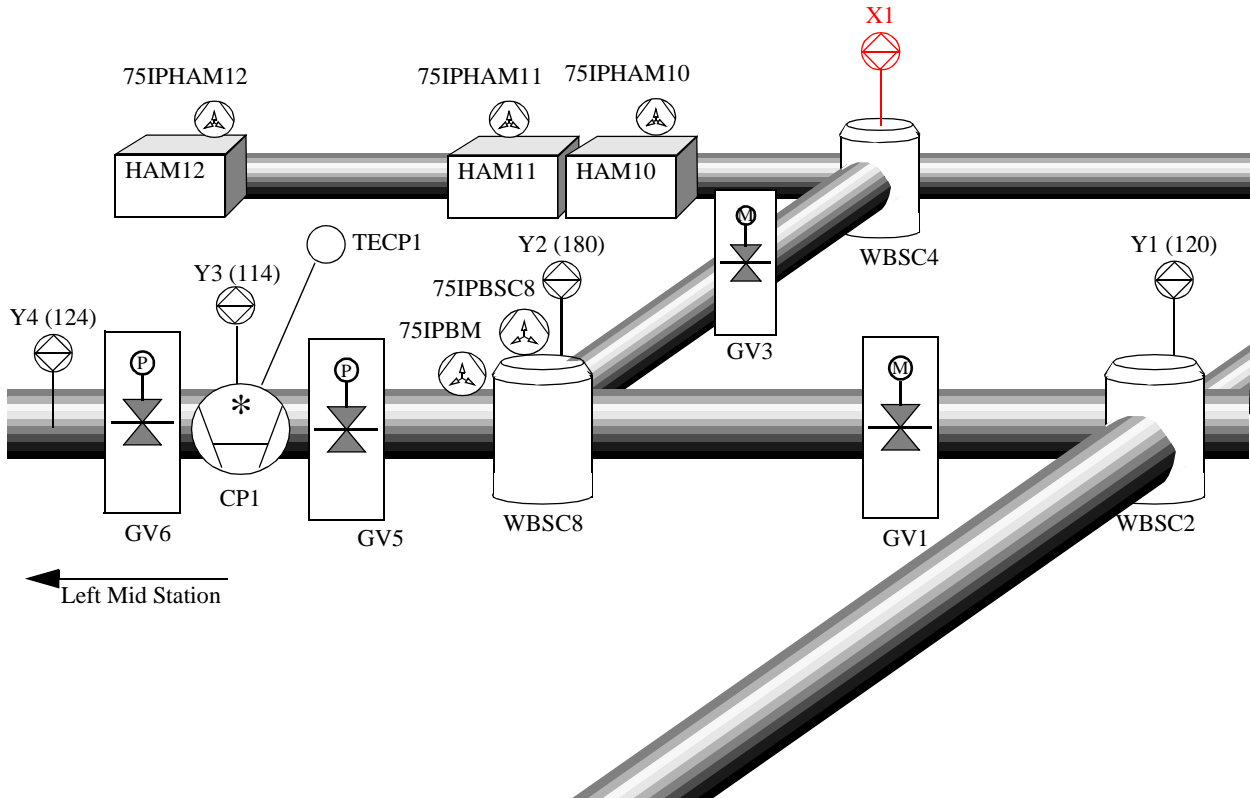 X1
75IPHAM12
75IPHAM11
75IPHAM10
HAM12
HAM11
HAM10
M
WBSC4
TECP1
Y2 (180)
Y1 (120)
Y3 (114)
75IPBSC8
Y4 (124)
75IPBM
GV3
P
P
M
*
CP1
GV6
GV5
WBSC8
GV1
WBSC2
Left Mid Station